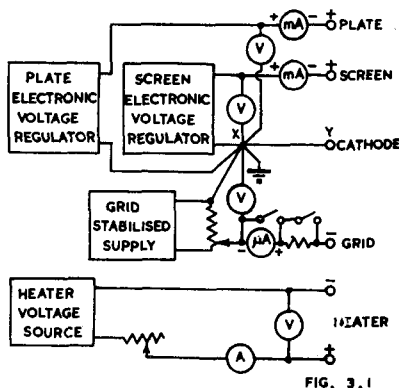 mA
PLATE
V
PLATE
ELECTRONIC
VOLTAGE
REGULATOR
SCREEN
ELECTRONIC
VOLTAGE
REGULATOR
mA
SCREEN
V
X
Y
CATHODE
V
GRID
STABILISED
SUPPLY
µA
GRID
HEATER
VOLTAGE
SOURCE
V
HEATER
A
FIG. 3.1